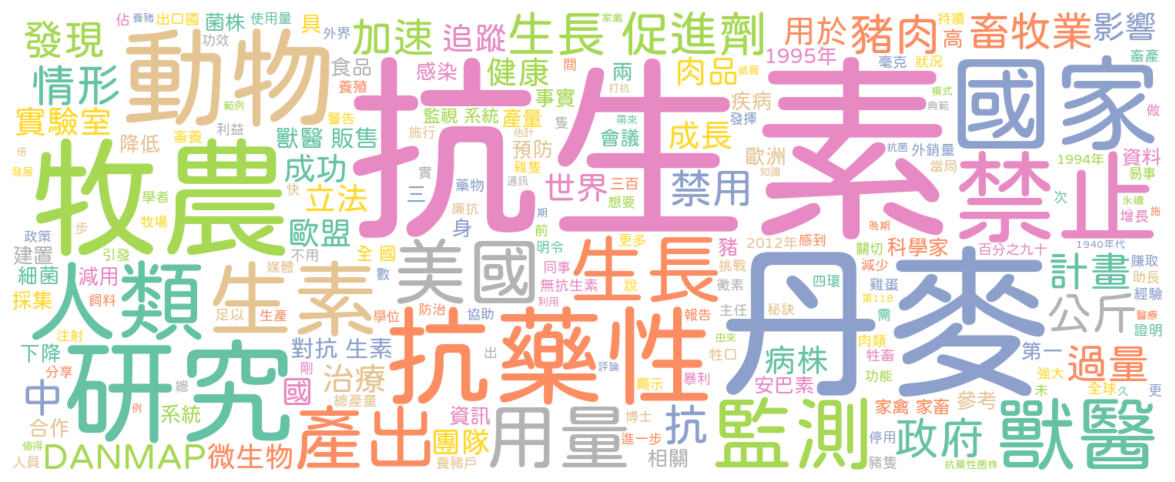 佔 養豬 出口國 菌株 使用量 具 外界 家禽 用於 豬肉 持續 高 畜牧業 影響
發現 動物 功效 加速 追蹤 生長 促進劑 1995年
情形 食品 感染 健康 間 兩 肉品 威脅 毫克 狀況 國家 畜產
養殖 範例 警告 抗生素 事實 打抗 疾病 模式 典範 做
實驗室 利益 監視 系統 產量 成長 發揮
降低 畜養 獸醫 販售 施行 估計 隻 帶來 會議 抗菌 外銷量
倍 牧農 成功 預防 歐洲 當局 禁止 1994年 資料
發展 學者 快 實 通訊 雞隻 知識 易事
牧場 立法 三 藥物 世界 三百 禁用 次 永續
政策 步 廉抗 身 期 前 想要 增長 施
建置 引發 歐盟 不用 全 國 美國 明令 更多 豬 2012年 感到 晚期 關切 科學家 百分之九十 1940年代
細菌 減用 媒體 數 同事 說 生長 挑戰 丹麥 減少 計畫 賺取
人類 生素 無抗生素 黴素 四環 雞蛋 助長
採集 飼料 足以 生產 學位 防治 協助 利用 報告 主任 秘訣 第118 需 公斤 經驗 醫療
注射 抗藥性 由來 功能 證明
下降 研究 剛 對抗 生素 出 評論 牲口 病株 肉類 第一
分享 顯示 暴利 安巴素 牲畜 強大 過量
中 總 國 治療 未 全球 久 更
例 系統 總產量 資訊 用量 博士 抗 監測 家禽 家畜 參考
合作 產出 團隊 進一步 停用 政府 獸醫
值得 人員 DANMAP 微生物 養豬戶 相關 豬隻 抗藥性菌株